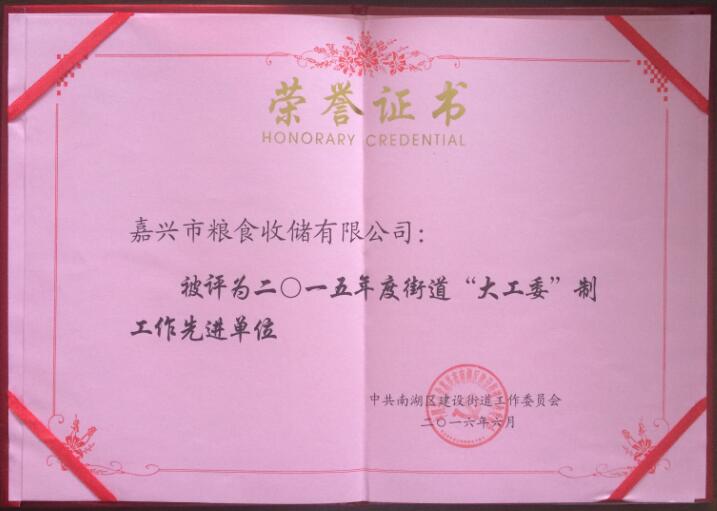 荣誉证书
HONORARY CREDENTIAL
嘉兴市粮食收储有限公司：
被评为二〇一五年度街道“大工委”制
工作先进单位
中共南湖区建设街道工作委员会
二〇一六年六月